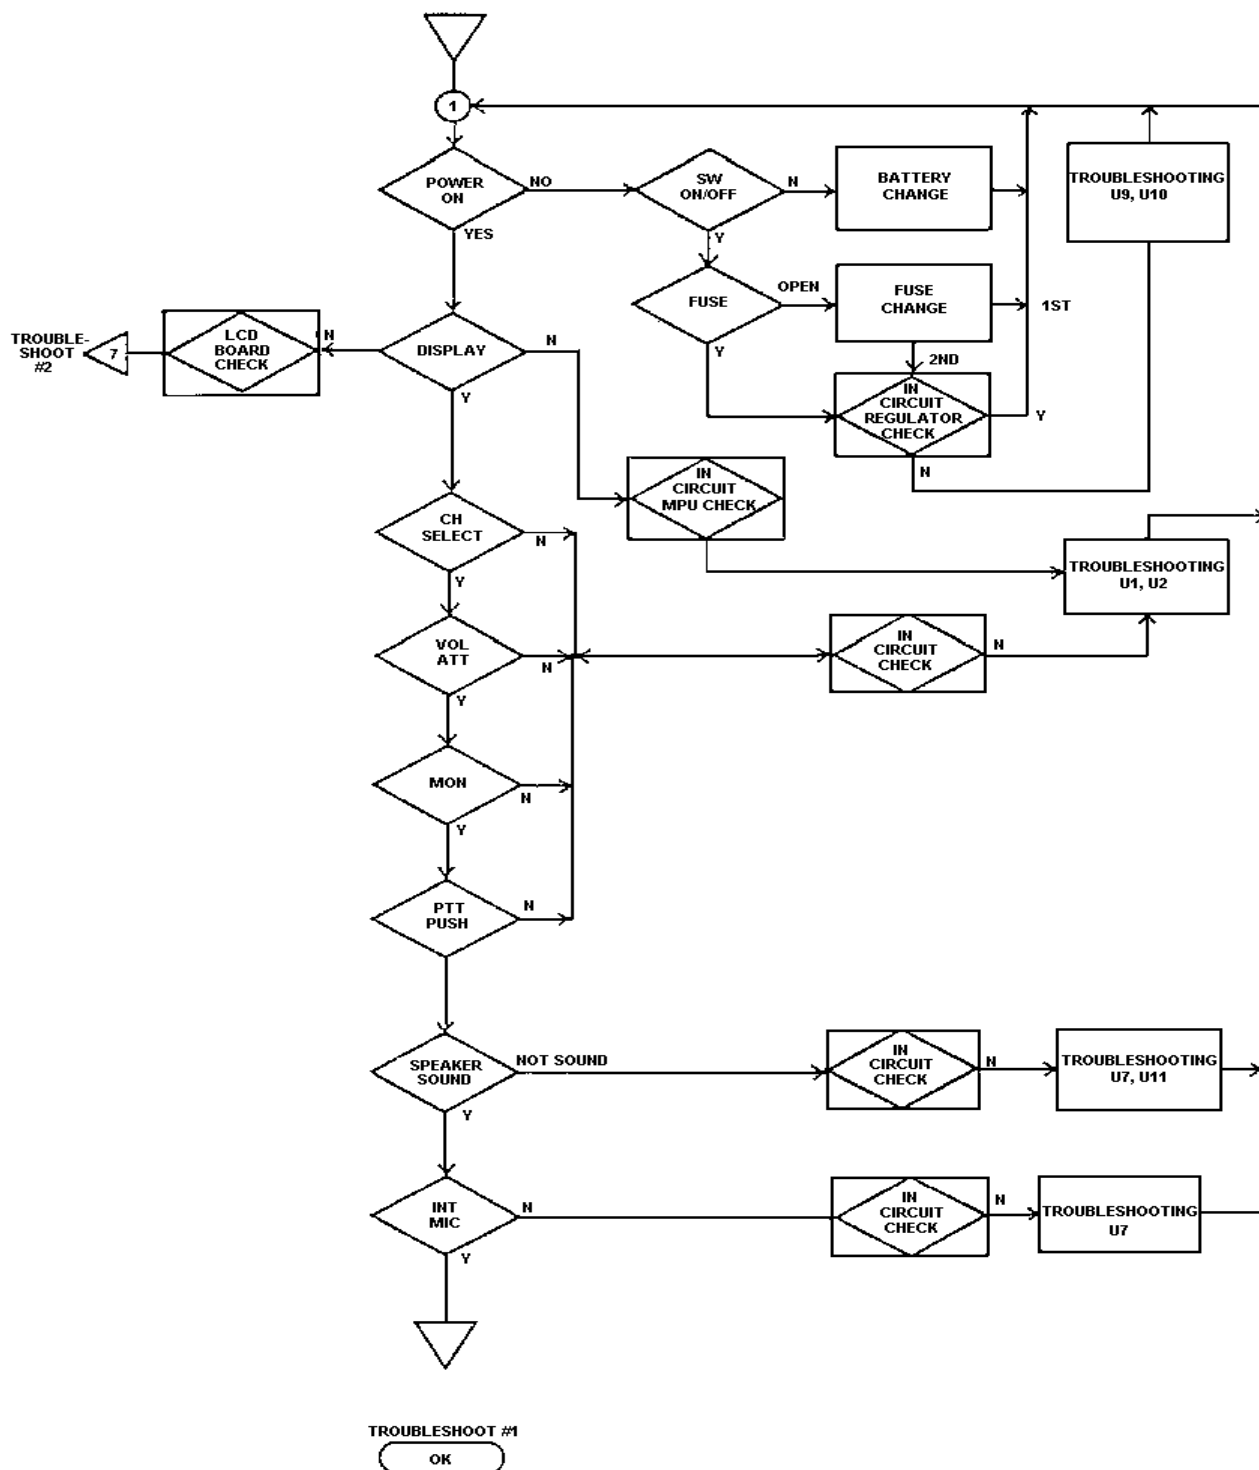 1
POWER
ON
NO
YES
SW
ON/OFF
N
Y
BATTERY
CHANGE
TROUBLESHOOTING
U9, U10
FUSE
OPEN
Y
FUSE
CHANGE
1ST
2ND
IN
CIRCUIT
REGULATOR
CHECK
Y
N
TROUBLE-
SHOOT
#2
7
LCD
BOARD
CHECK
N
DISPLAY
N
Y
IN
CIRCUIT
MPU CHECK
CH
SELECT
N
Y
TROUBLESHOOTING
U1, U2
VOL
ATT
N
Y
IN
CIRCUIT
CHECK
N
MON
N
Y
PTT
PUSH
N
SPEAKER
SOUND
NOT SOUND
Y
IN
CIRCUIT
CHECK
N
TROUBLESHOOTING
U7, U11
INT
MIC
N
Y
IN
CIRCUIT
CHECK
N
TROUBLESHOOTING
U7
TROUBLESHOOT #1
OK